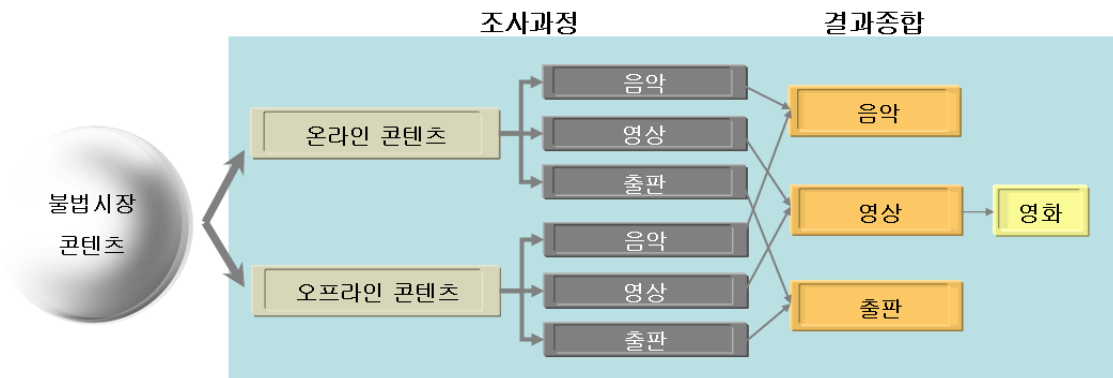 조사과정
결과종합
불법시장
콘텐츠
온라인 콘텐츠
오프라인 콘텐츠
음악
영상
출판
음악
영상
출판
음악
영상
출판
영화